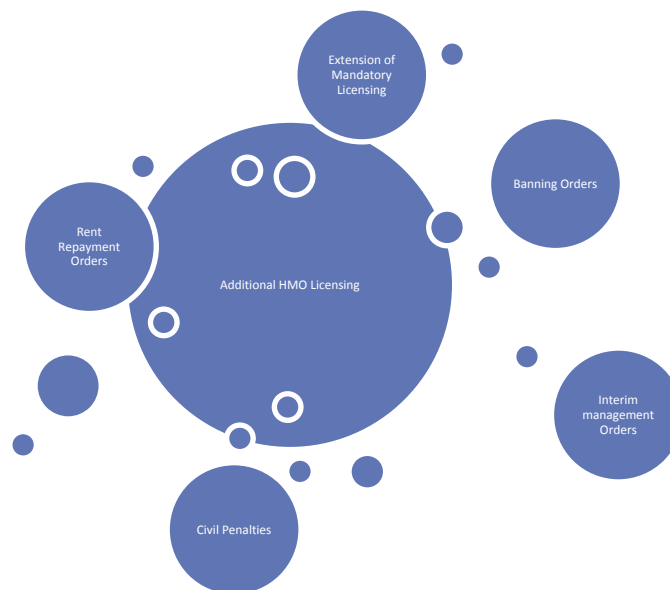 Extension of
Mandatory
Licensing
Banning Orders
Rent
Repayment
Orders
Additional HMO Licensing
Interim
management
Orders
Civil Penalties